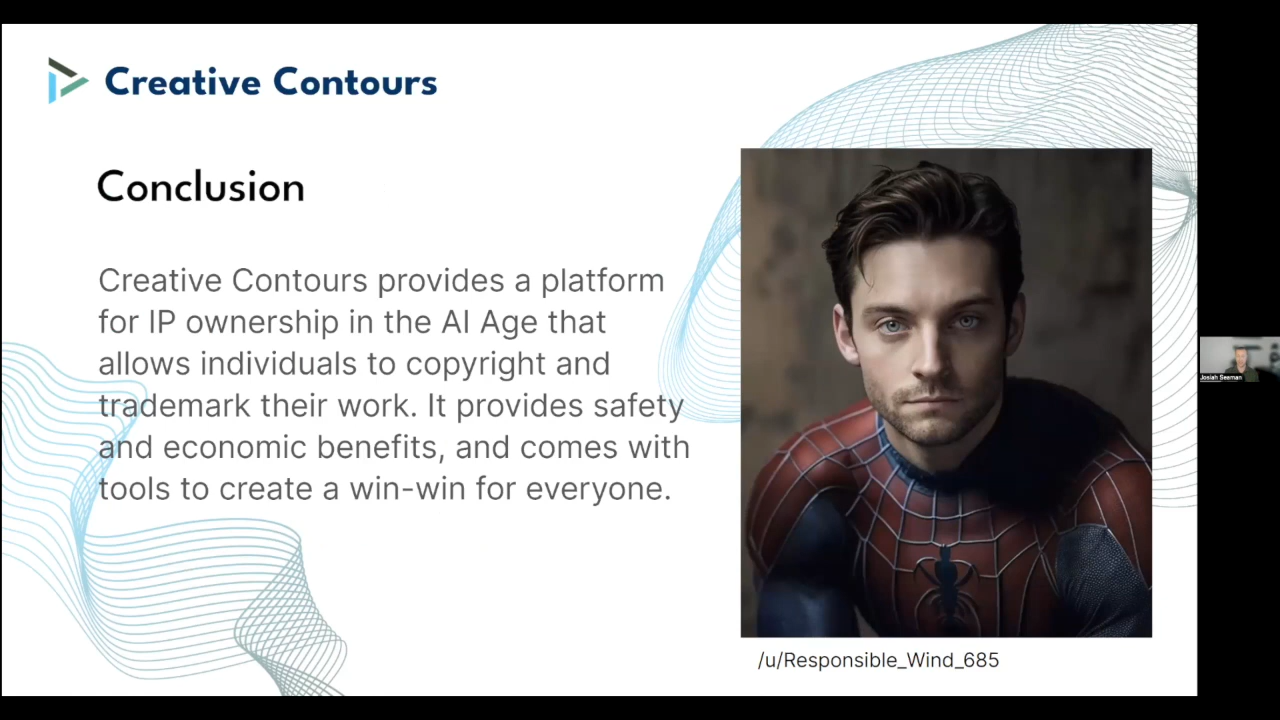 Creative Contours
Conclusion
Creative Contours provides a platform
for IP ownership in the AI Age that
allows individuals to copyright and
trademark their work. It provides safety
and economic benefits, and comes with
tools to create a win-win for everyone.
/u/Responsible_Wind_685
Josiah Seaman